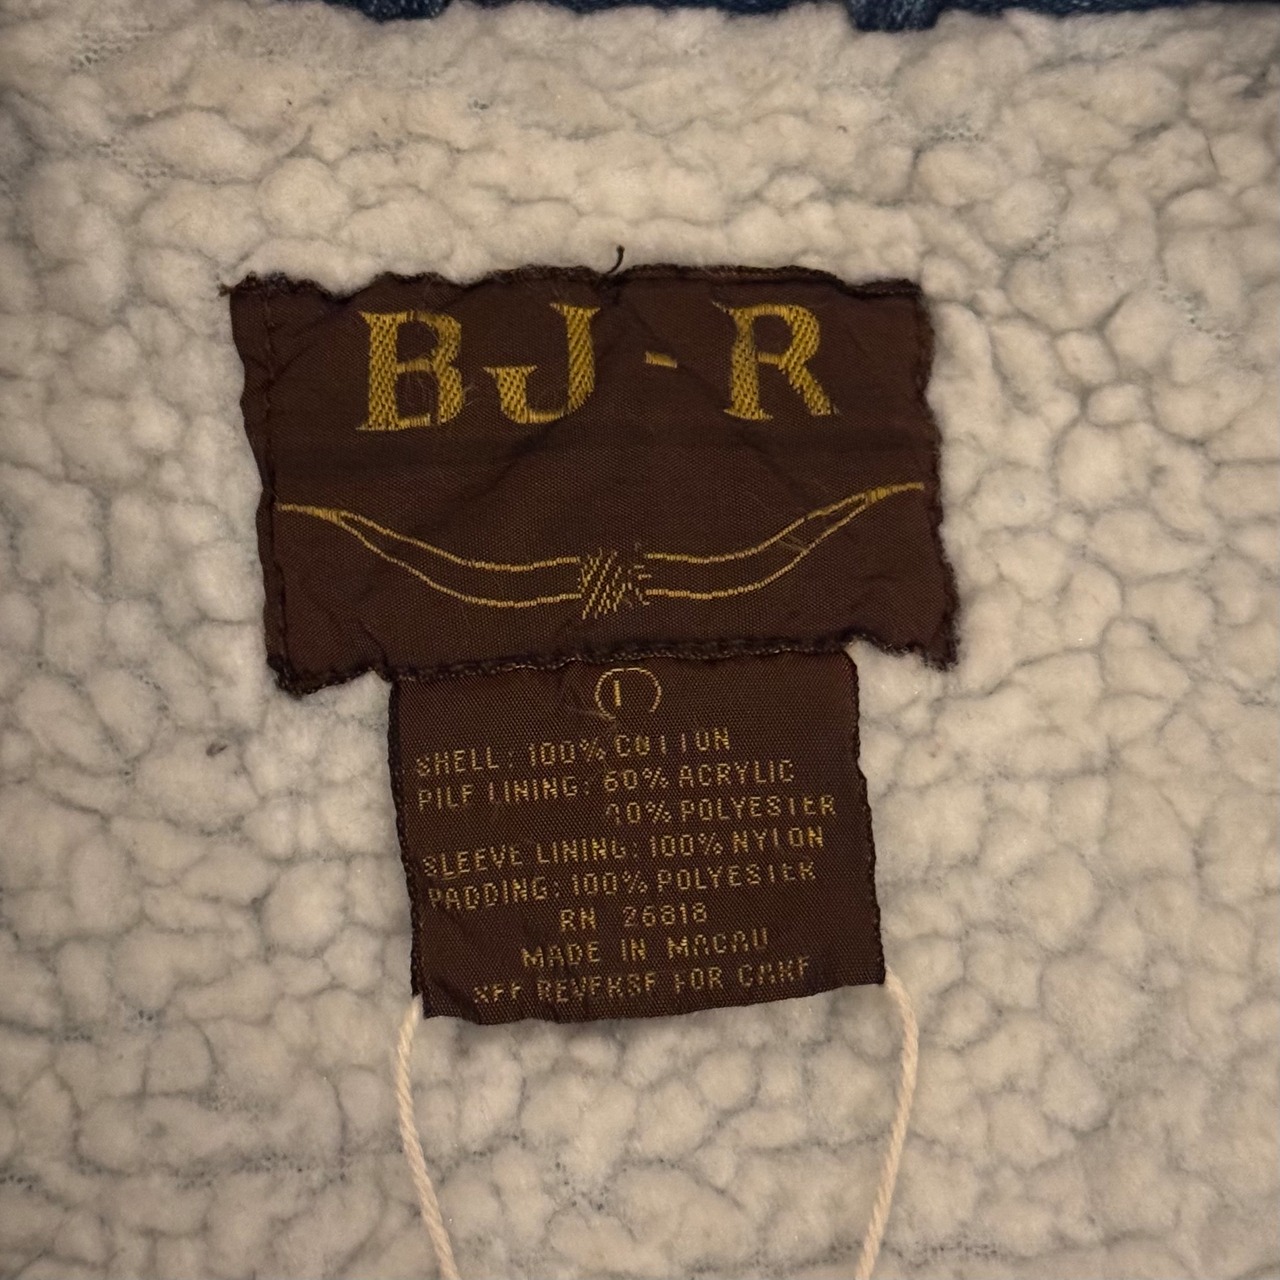 BJ-R
L
SHELL: 100% COTTON
PILE LINING: 60% ACRYLIC
40% POLYESTER
SLEEVE LINING: 100% NYLON
PADDING: 100% POLYESTER
RN 26818
MADE IN MACAU
SEE REVERSE FOR CARE